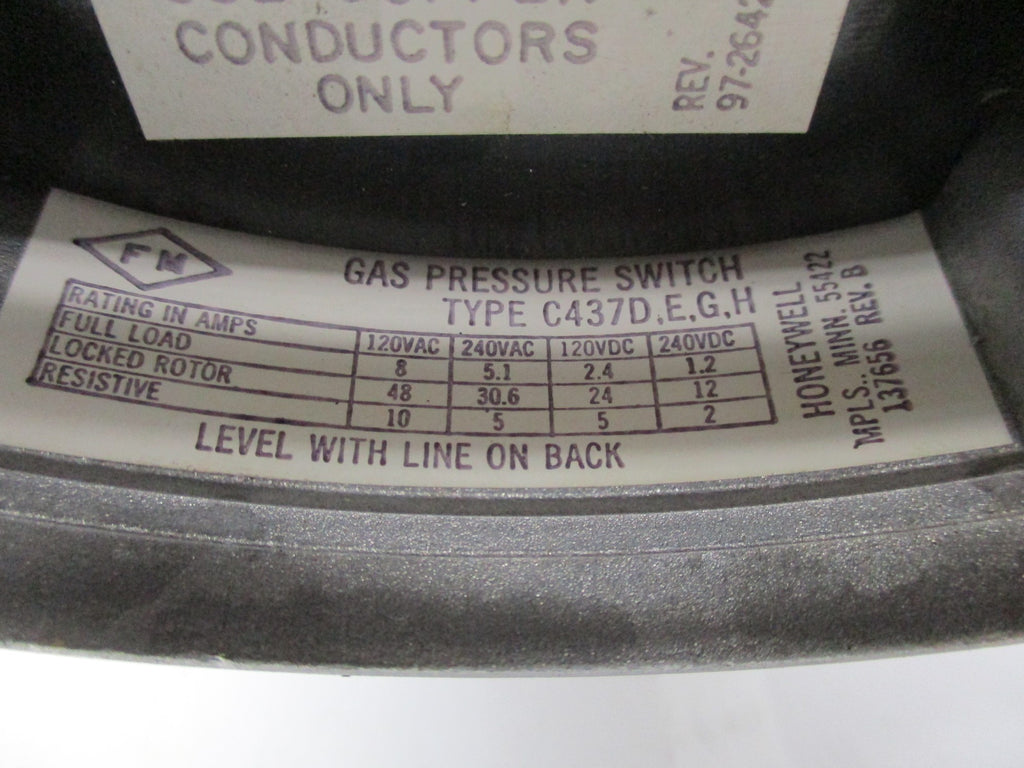 CONDUCTORS
ONLY
REV.
97-2642
FM
GAS PRESSURE SWITCH
TYPE C437D,E,G,H
RATING IN AMPS 120VAC 240VAC 120VDC 240VDC
FULL LOAD 8 5.1 2.4 1.2
LOCKED ROTOR 48 30.6 24 12
RESISTIVE 10 5 5 2
LEVEL WITH LINE ON BACK
HONEYWELL
MPLS., MINN. 55422
137656 REV. B